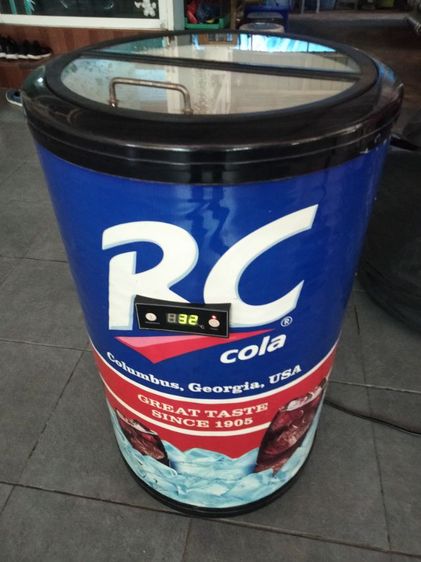 RC
32
°C
®
cola
Columbus, Georgia, USA
GREAT TASTE
SINCE 1905